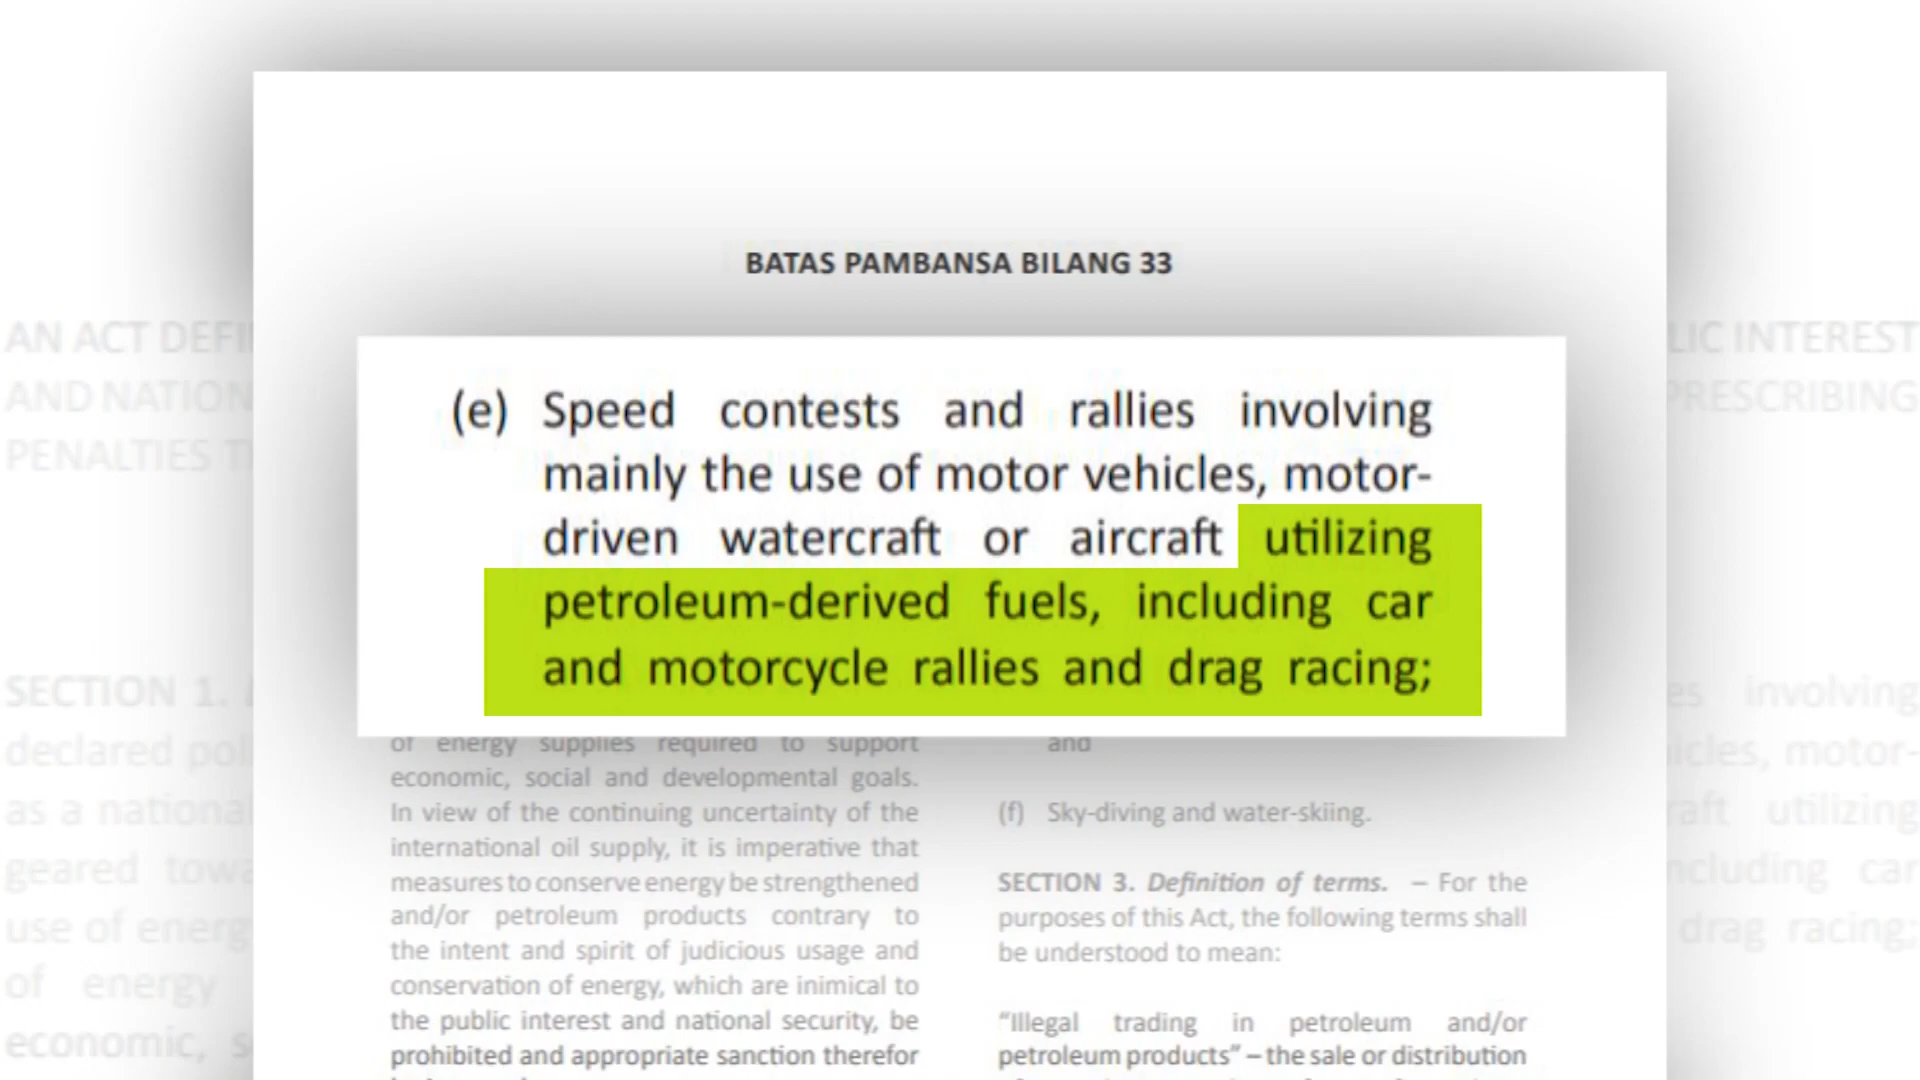 BATAS PAMBANSA BILANG 33
AN ACT DEFI
LIC INTEREST
AND NATION
PRESCRIBING
PENALTIES T
(e) Speed contests and rallies involving
mainly the use of motor vehicles, motor-
driven watercraft or aircraft utilizing
petroleum-derived fuels, including car
and motorcycle rallies and drag racing;
SECTION 1.
declared pol
as a national
geared towa
use of energ
of energy
economic, s
of energy supplies required to support
economic, social and developmental goals.
In view of the continuing uncertainty of the
international oil supply, it is imperative that
measures to conserve energy be strengthened
and/or petroleum products contrary to
the intent and spirit of judicious usage and
conservation of energy, which are inimical to
the public interest and national security, be
prohibited and appropriate sanction therefor
and
(f) Sky-diving and water-skiing.
SECTION 3. Definition of terms. – For the
purposes of this Act, the following terms shall
be understood to mean:
“Illegal trading in petroleum and/or
petroleum products” – the sale or distribution
es involving
icles, motor-
raft utilizing
ncluding car
drag racing;